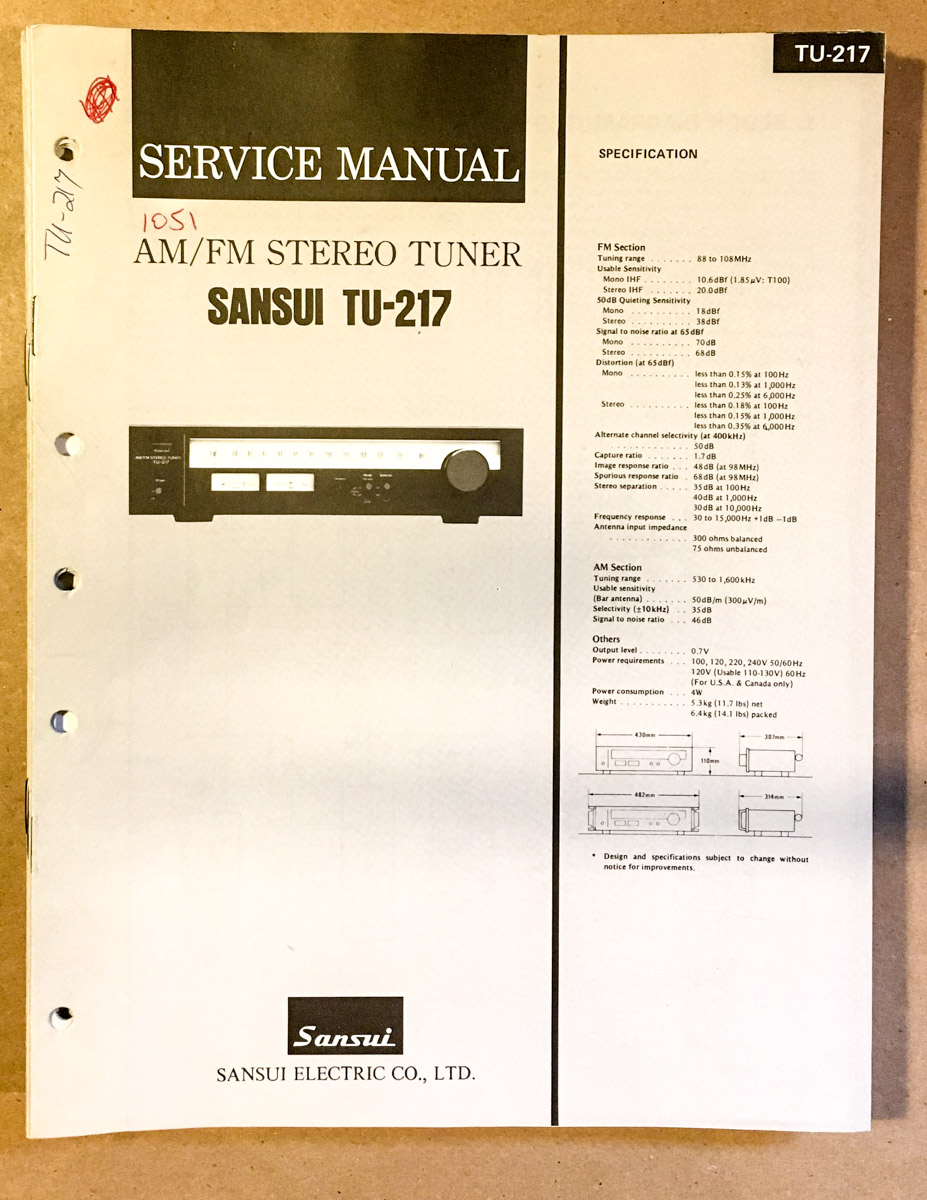 TU-217
SERVICE MANUAL
TU-217
1051
AM/FM STEREO TUNER
SANSUI TU-217
AM/FM STEREO TUNER
TU-217
Sansui
SANSUI ELECTRIC CO., LTD.
SPECIFICATION
FM Section
Tuning range . . . . . . . 88 to 108MHz
Usable Sensitivity
Mono IHF . . . . . . . . 10.6dBf (1.85µV: T100)
Stereo IHF . . . . . . . 20.0dBf
50dB Quieting Sensitivity
Mono . . . . . . . . . . 18dBf
Stereo . . . . . . . . . . 38dBf
Signal to noise ratio at 65dBf
Mono . . . . . . . . . . 70dB
Stereo . . . . . . . . . . 68dB
Distortion (at 65dBf)
Mono . . . . . . . . . . less than 0.15% at 100Hz
less than 0.13% at 1,000Hz
less than 0.25% at 6,000Hz
Stereo . . . . . . . . . . less than 0.18% at 100Hz
less than 0.15% at 1,000Hz
less than 0.35% at 6,000Hz
Alternate channel selectivity (at 400kHz)
. . . . . . . . . . . . . 50dB
Capture ratio . . . . . . . 1.7dB
Image response ratio . . . 48dB (at 98MHz)
Spurious response ratio . 68dB (at 98MHz)
Stereo separation . . . . . 35dB at 100Hz
40dB at 1,000Hz
30dB at 10,000Hz
Frequency response . . . 30 to 15,000Hz +1dB −1dB
Antenna input impedance
. . . . . . . . . . . . . 300 ohms balanced
75 ohms unbalanced
AM Section
Tuning range . . . . . . . 530 to 1,600kHz
Usable sensitivity
(Bar antenna) . . . . . . . 50dB/m (300µV/m)
Selectivity (±10kHz) . . 35dB
Signal to noise ratio . . . 46dB
Others
Output level . . . . . . . . 0.7V
Power requirements . . . 100, 120, 220, 240V 50/60Hz
120V (Usable 110-130V) 60Hz
(For U.S.A. & Canada only)
Power consumption . . . 4W
Weight . . . . . . . . . . . 5.3kg (11.7 lbs) net
6.4kg (14.1 lbs) packed
430mm 307mm
110mm
482mm 314mm
* Design and specifications subject to change without
notice for improvements.